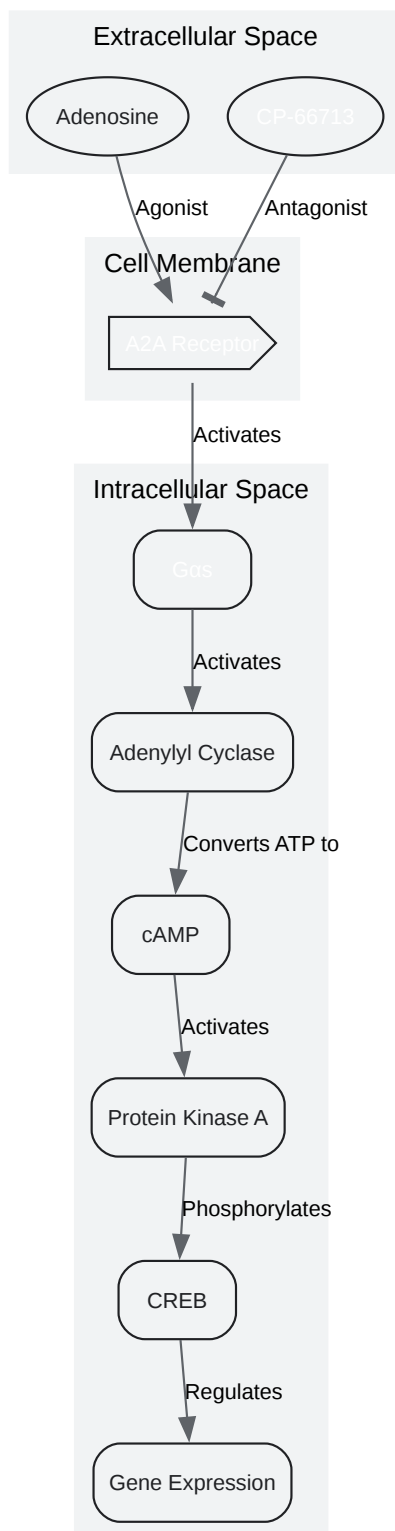 Extracellular Space
Adenosine
CP-66713
Agonist
Antagonist
Cell Membrane
A2A Receptor
Activates
Intracellular Space
Gαs
Activates
Adenylyl Cyclase
Converts ATP to
cAMP
Activates
Protein Kinase A
Phosphorylates
CREB
Regulates
Gene Expression